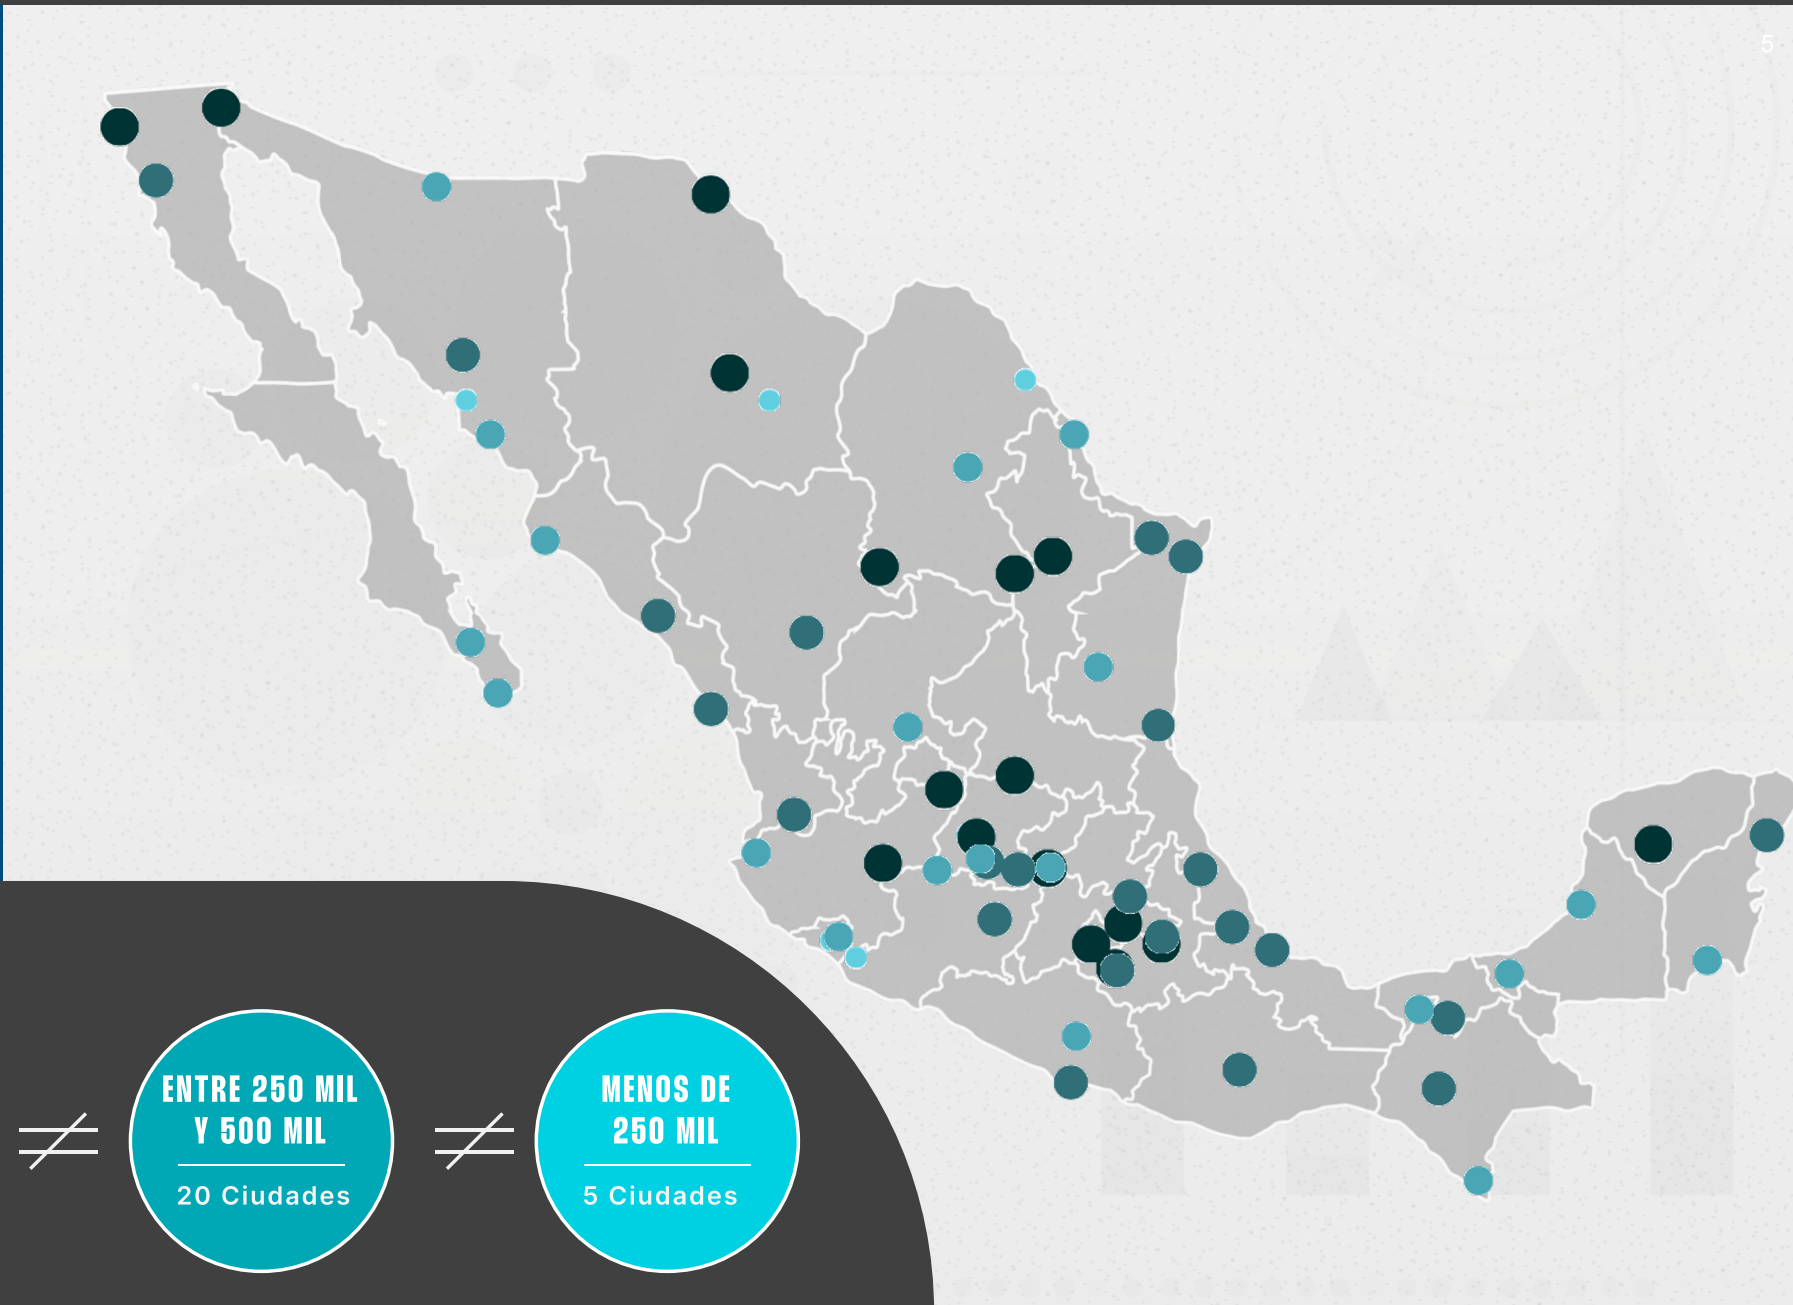 5
≠
ENTRE 250 MIL
Y 500 MIL
20 Ciudades
≠
MENOS DE
250 MIL
5 Ciudades